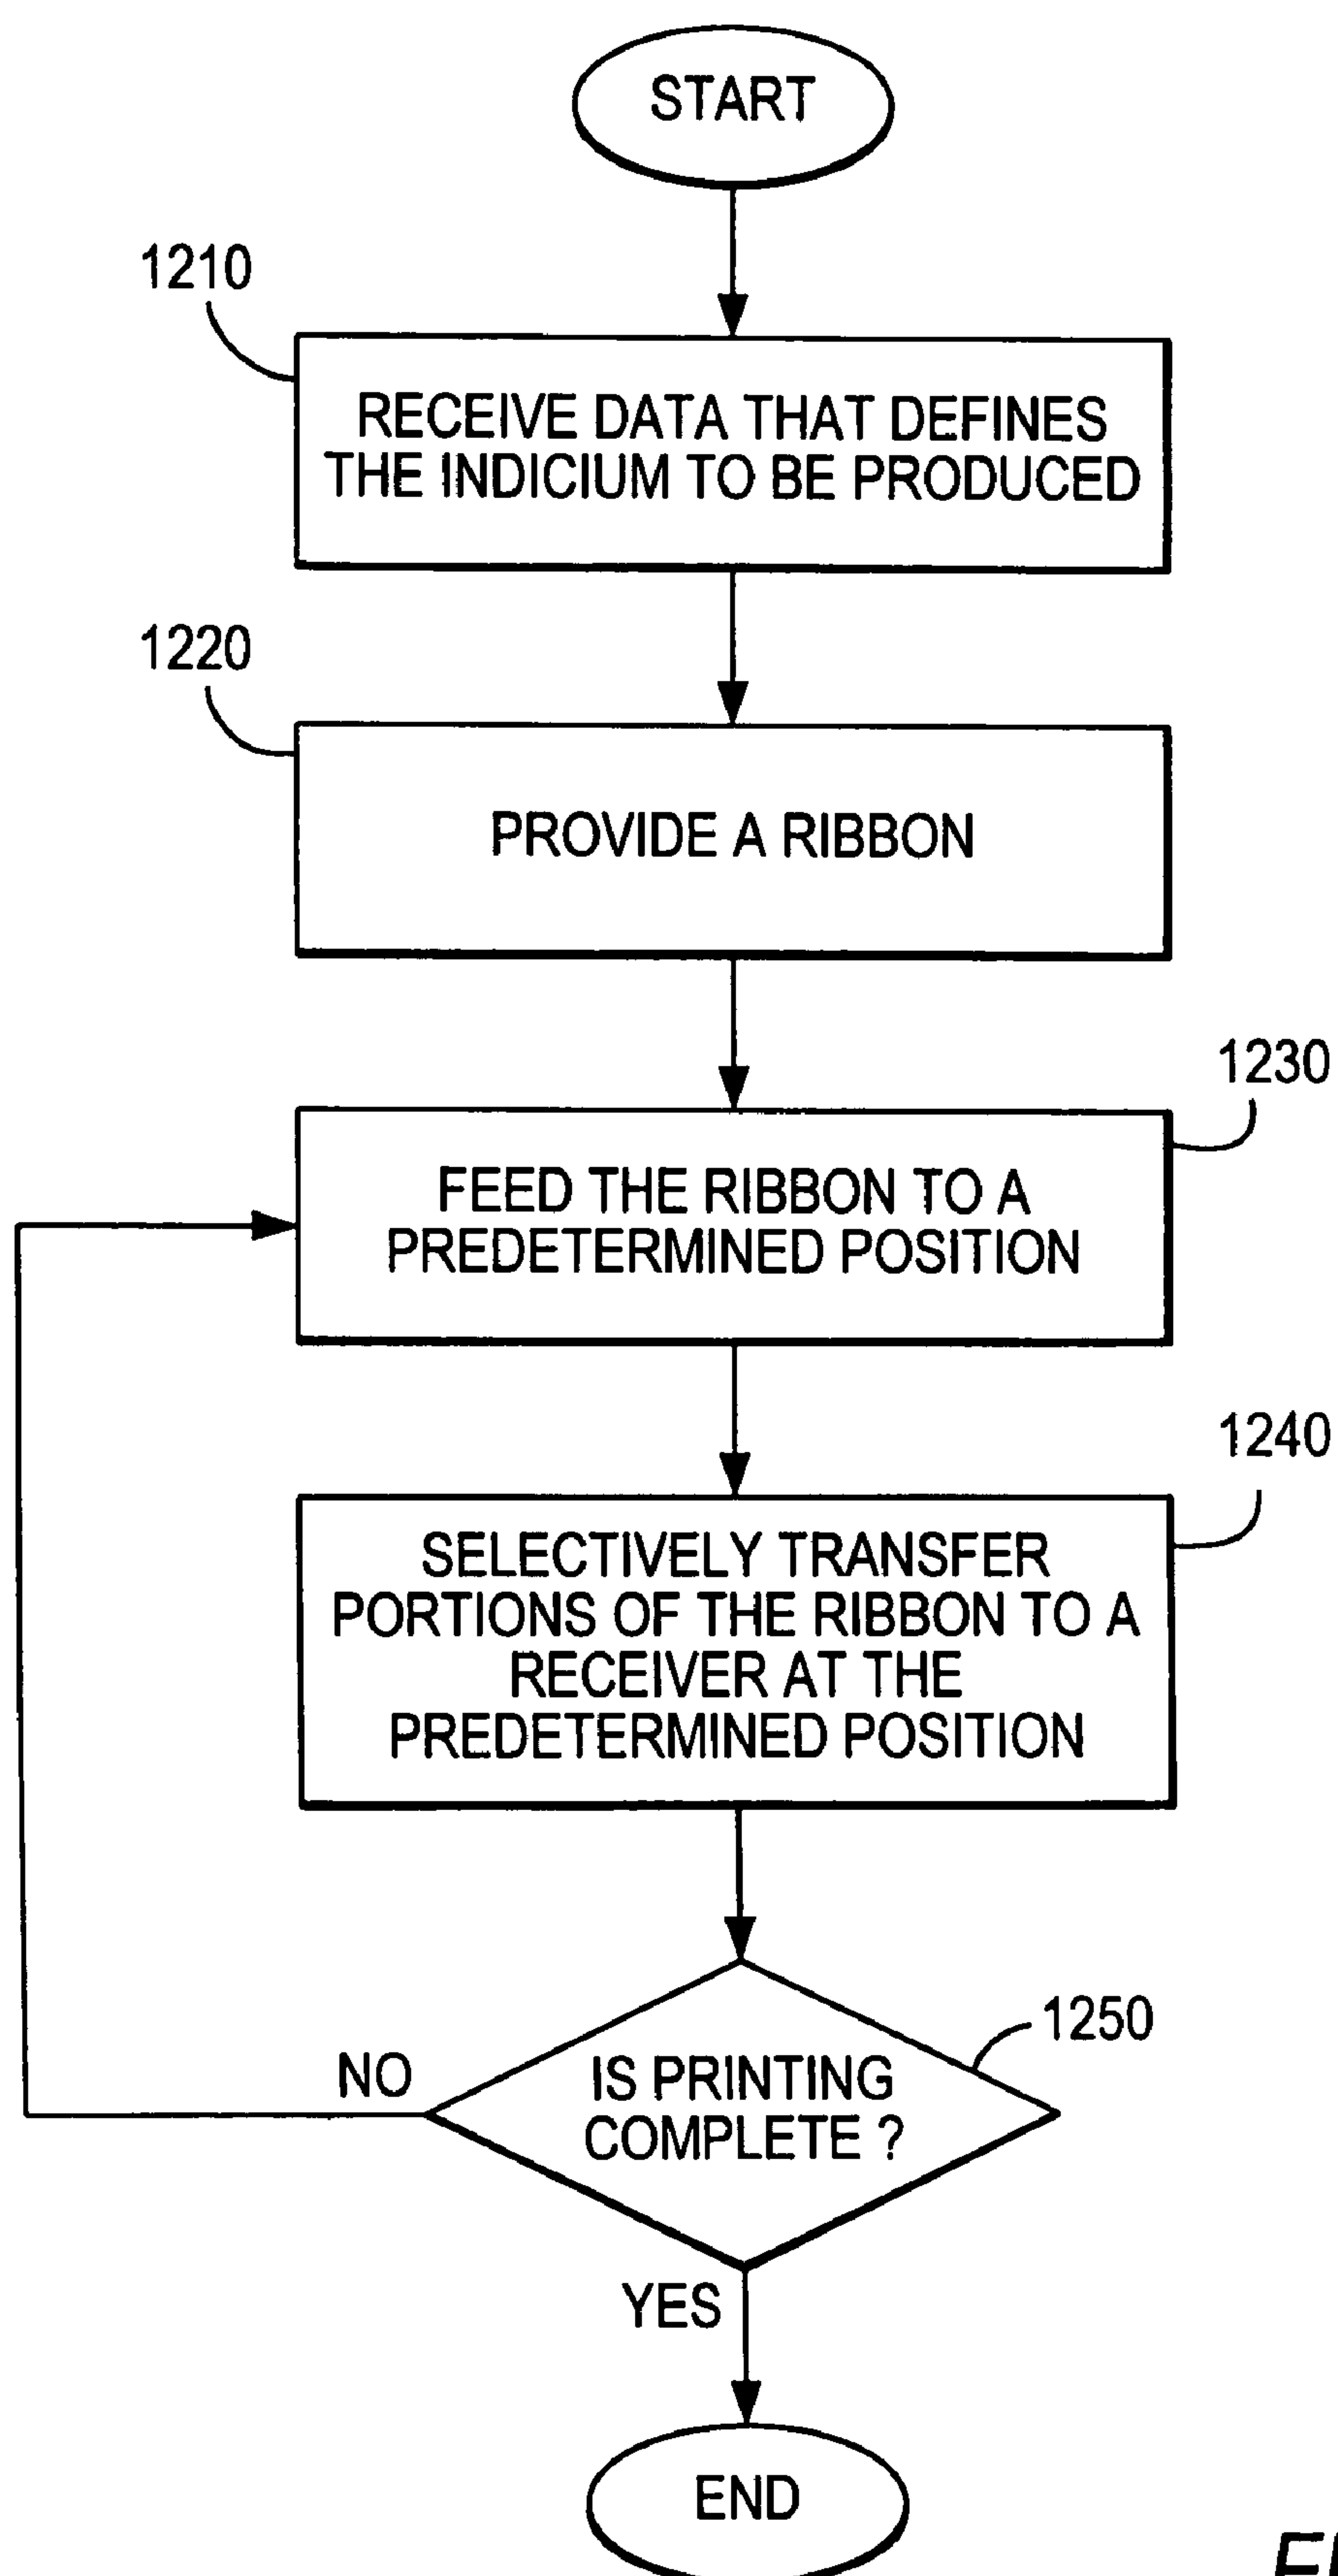 START
1210
RECEIVE DATA THAT DEFINES
THE INDICIUM TO BE PRODUCED
1220
PROVIDE A RIBBON
1230
FEED THE RIBBON TO A
PREDETERMINED POSITION
1240
SELECTIVELY TRANSFER
PORTIONS OF THE RIBBON TO A
RECEIVER AT THE
PREDETERMINED POSITION
1250
IS PRINTING
COMPLETE ?
NO
YES
END